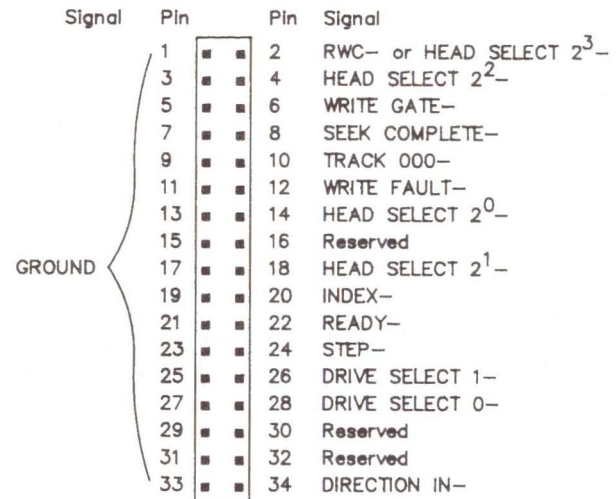 Signal Pin Pin Signal
1 2 RWC– or HEAD SELECT 2³–
3 4 HEAD SELECT 2²–
5 6 WRITE GATE–
7 8 SEEK COMPLETE–
9 10 TRACK 000–
11 12 WRITE FAULT–
13 14 HEAD SELECT 2⁰–
15 16 Reserved
GROUND 17 18 HEAD SELECT 2¹–
19 20 INDEX–
21 22 READY–
23 24 STEP–
25 26 DRIVE SELECT 1–
27 28 DRIVE SELECT 0–
29 30 Reserved
31 32 Reserved
33 34 DIRECTION IN–